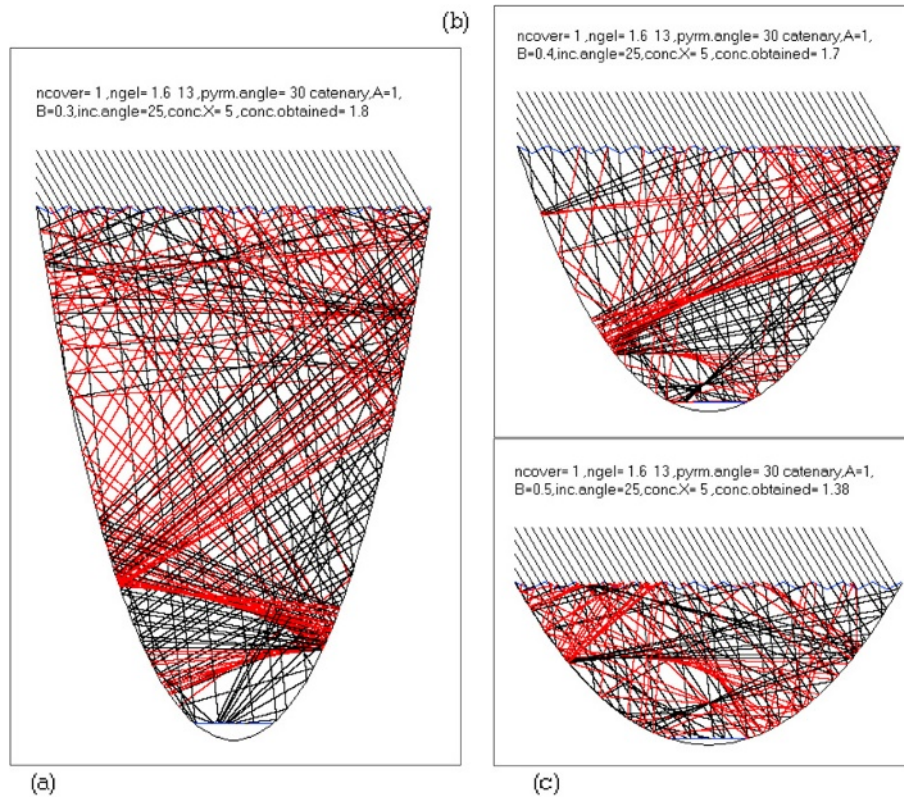 (b)
ncover= 1 ,ngel= 1.6 13 ,pyrm.angle= 30 catenary,A=1,
B=0.3,inc.angle=25,conc.X= 5 ,conc.obtained= 1.8
(a)
ncover= 1 ,ngel= 1.6 13 ,pyrm.angle= 30 catenary,A=1,
B=0.4,inc.angle=25,conc.X= 5 ,conc.obtained= 1.7
ncover= 1 ,ngel= 1.6 13 ,pyrm.angle= 30 catenary,A=1,
B=0.5,inc.angle=25,conc.X= 5 ,conc.obtained= 1.38
(c)